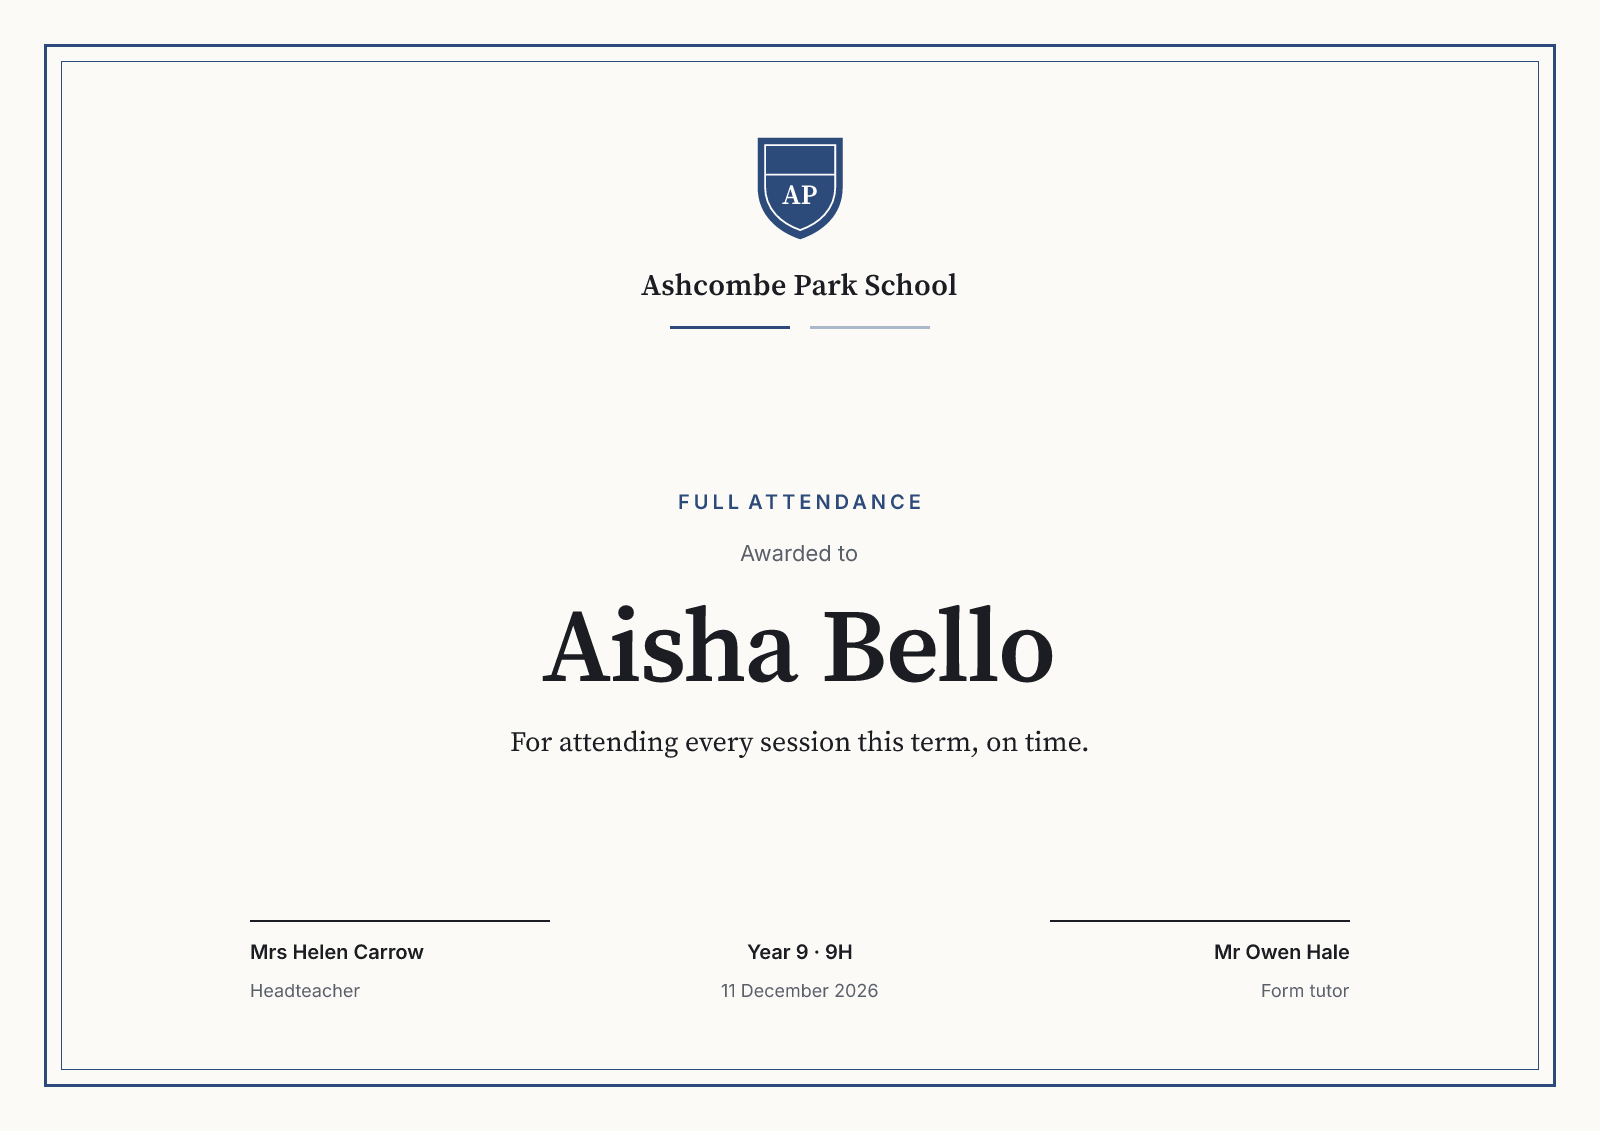 AP
Ashcombe Park School
FULL ATTENDANCE
Awarded to
Aisha Bello
For attending every session this term, on time.
Mrs Helen Carrow
Headteacher
Year 9 · 9H
11 December 2026
Mr Owen Hale
Form tutor